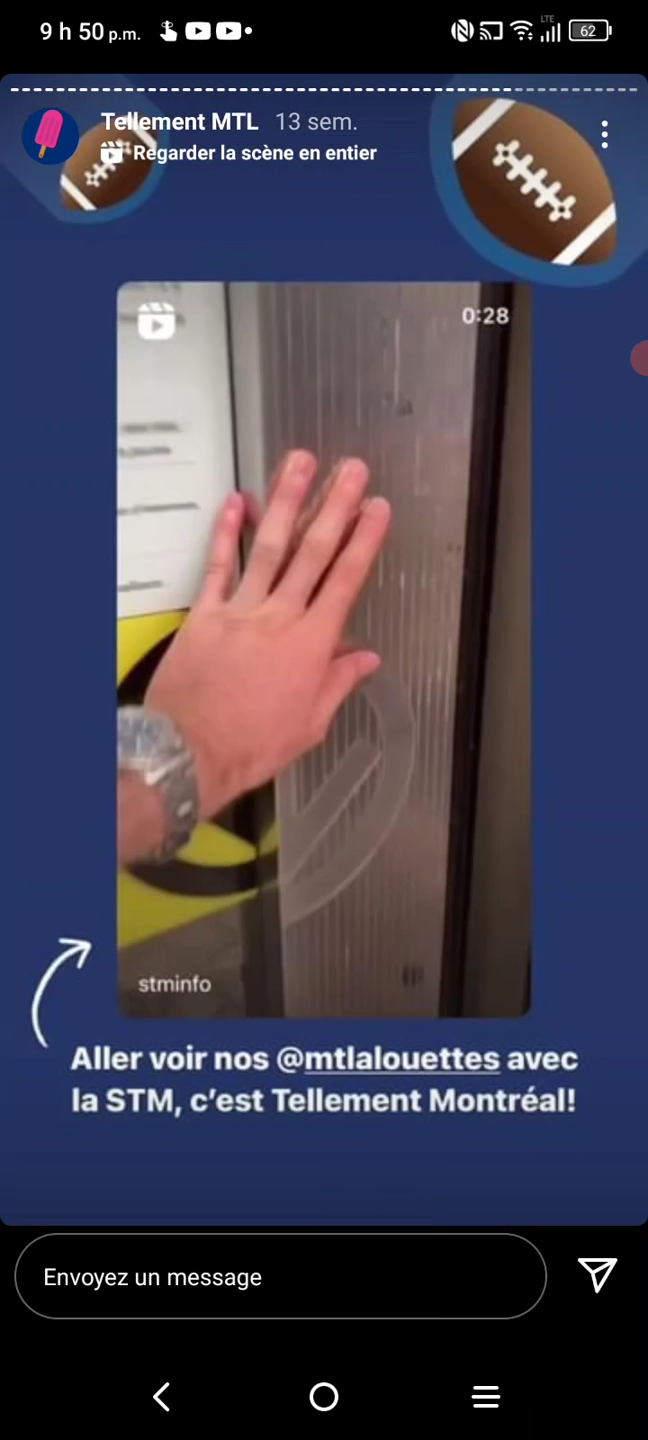 9 h 50 p.m.
LTE
62
Tellement MTL 13 sem.
Regarder la scène en entier
0:28
stminfo
Aller voir nos @mtlalouettes avec
la STM, c'est Tellement Montréal!
Envoyez un message